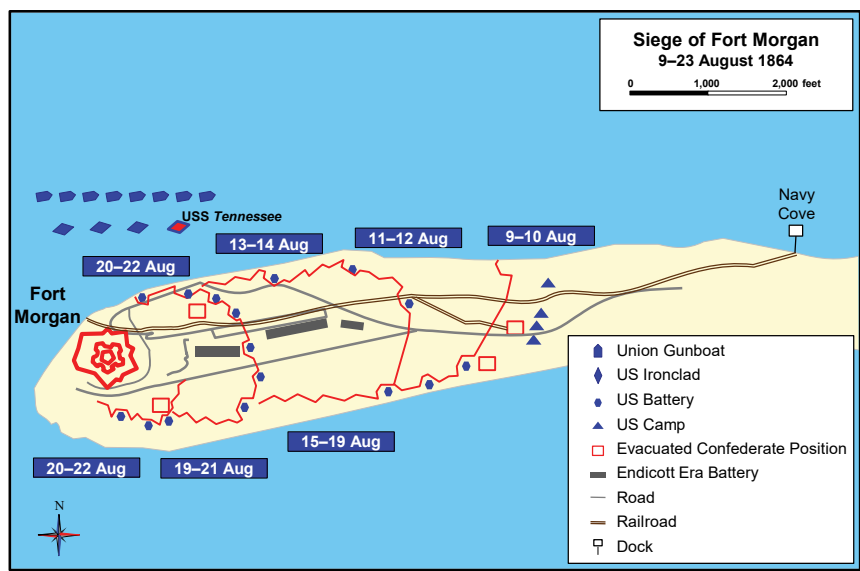 Siege of Fort Morgan
9–23 August 1864
0 1,000 2,000 feet
Navy
Cove
USS Tennessee
13–14 Aug
11–12 Aug
9–10 Aug
20–22 Aug
Fort
Morgan
Union Gunboat
US Ironclad
US Battery
US Camp
Evacuated Confederate Position
Endicott Era Battery
Road
Railroad
Dock
15–19 Aug
20–22 Aug
19–21 Aug
N